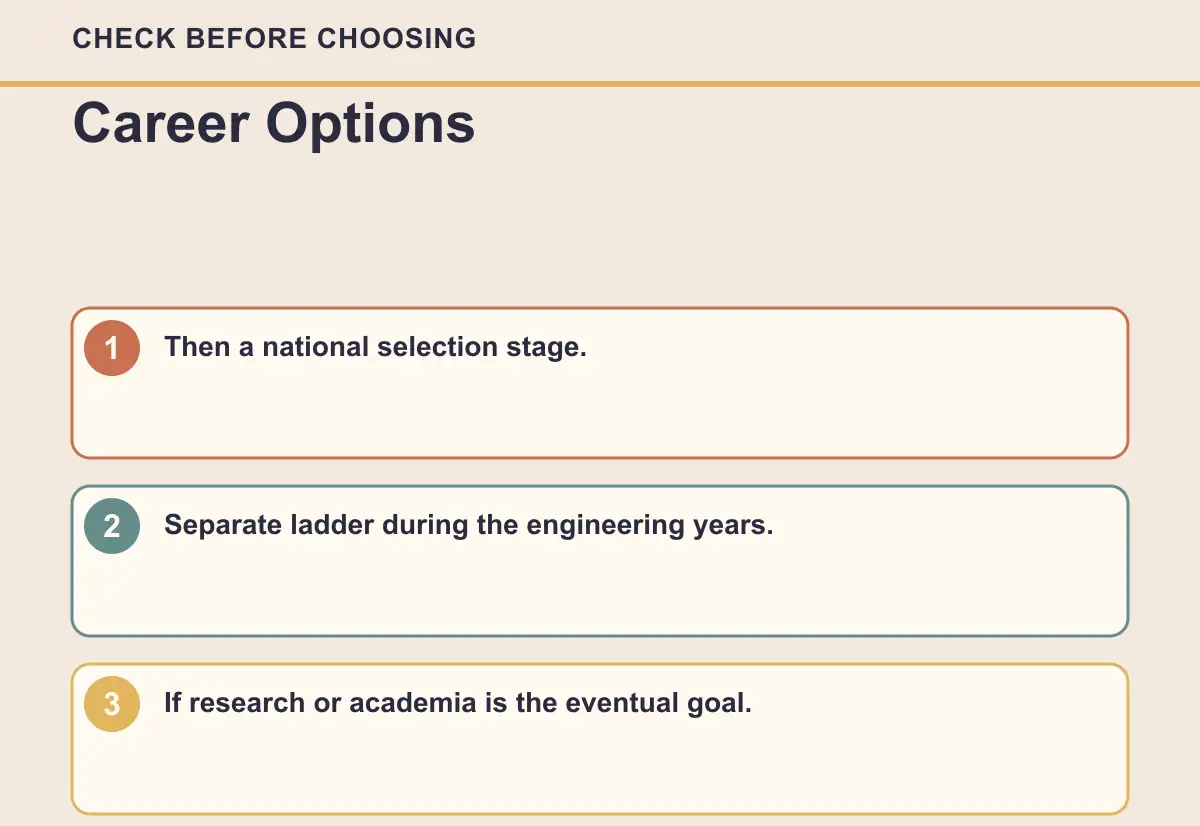 CHECK BEFORE CHOOSING
Career Options
1
Then a national selection stage.
2
Separate ladder during the engineering years.
3
If research or academia is the eventual goal.